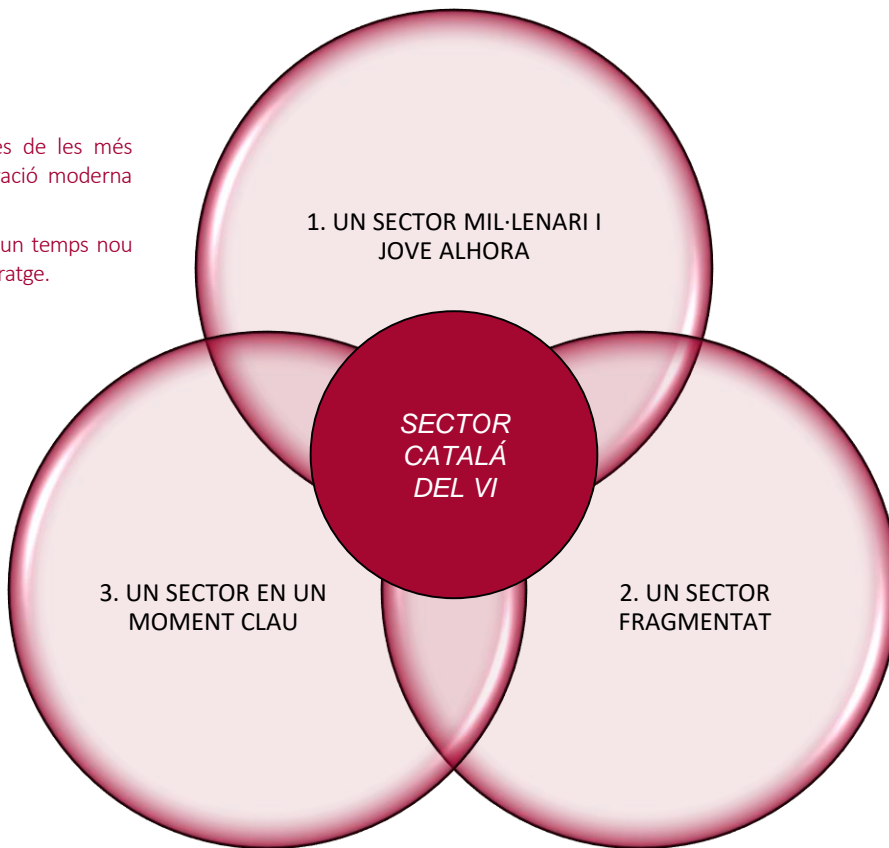 es de les més
ació moderna
un temps nou
ratge.
1. UN SECTOR MIL·LENARI I
JOVE ALHORA
SECTOR
CATALÁ
DEL VI
3. UN SECTOR EN UN
MOMENT CLAU
2. UN SECTOR
FRAGMENTAT